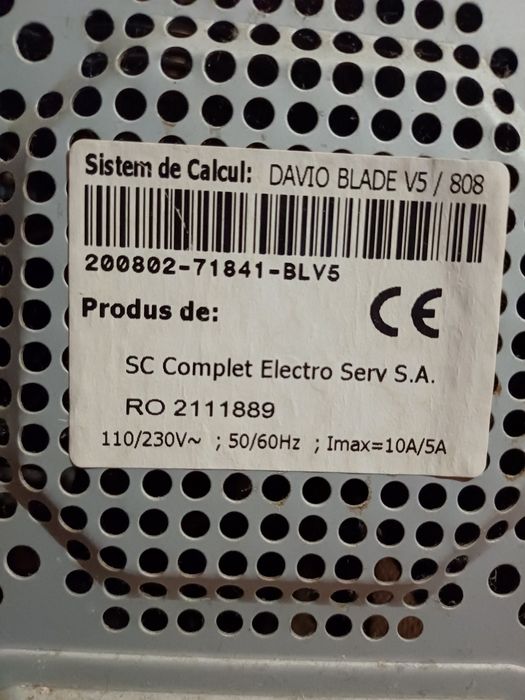 Sistem de Calcul: DAVIO BLADE V5 / 808
200802-71841-BLV5
Produs de:
CE
SC Complet Electro Serv S.A.
RO 2111889
110/230V~ ; 50/60Hz ; Imax=10A/5A